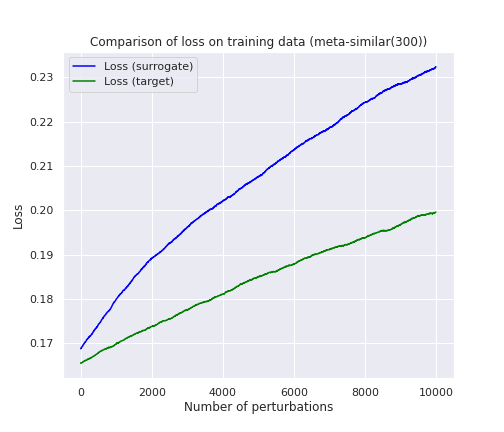 Comparison of loss on training data (meta-similar(300))
Loss (surrogate)
Loss (target)
0.23
0.22
0.21
0.20
0.19
0.18
0.17
Loss
0 2000 4000 6000 8000 10000
Number of perturbations